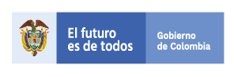 El futuro
es de todos
Gobierno
de Colombia